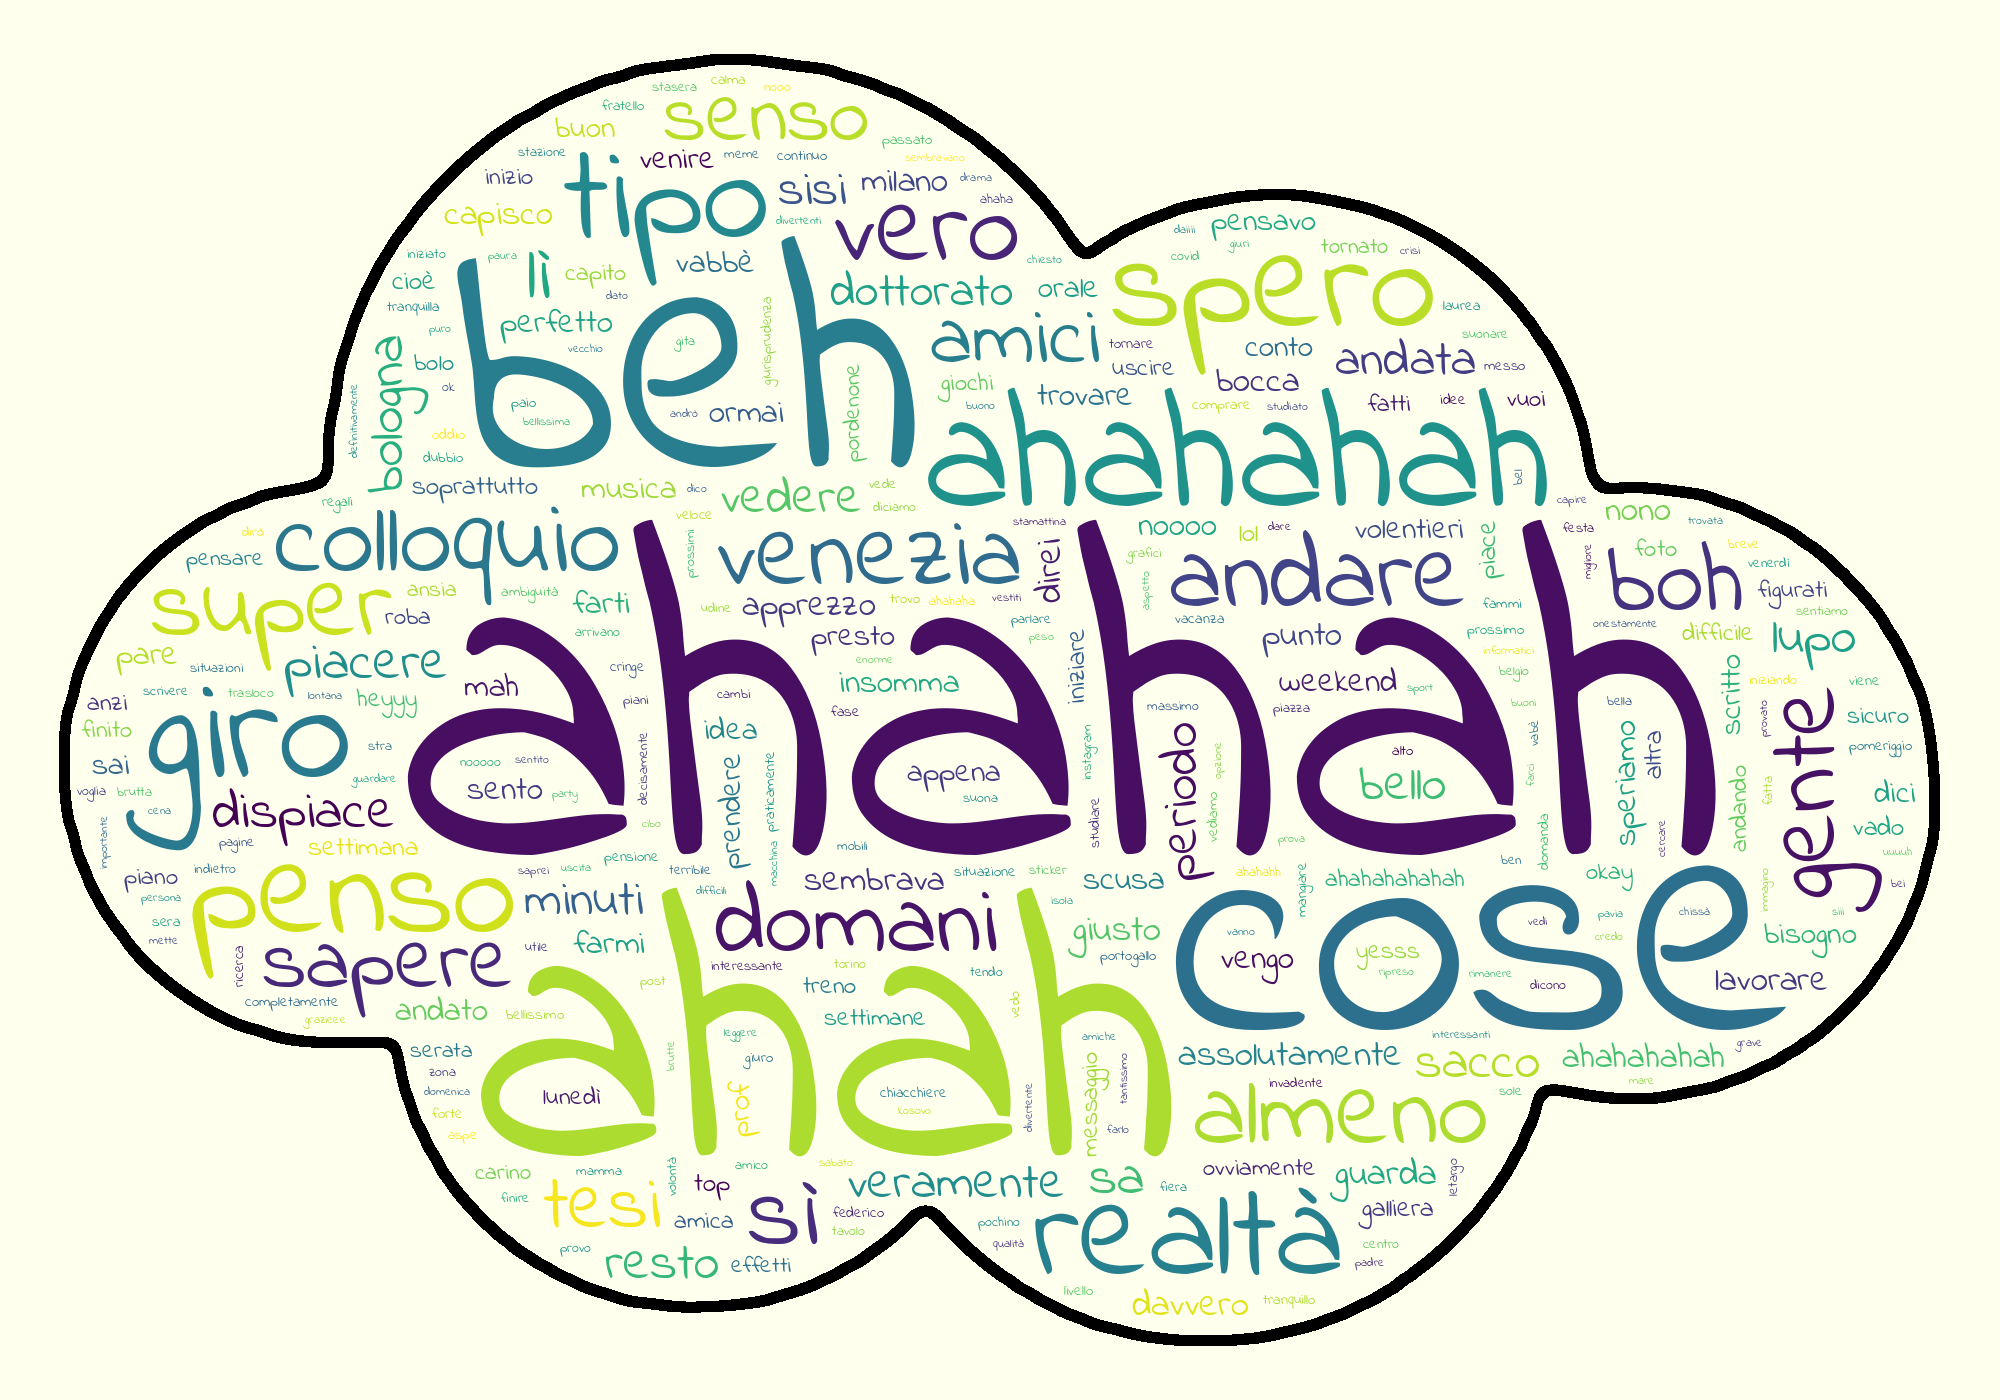 calma
stasera
nooo
fratello
senso
buon
passato
stazione
venire
meme
continuo
sembravano
inizio
tipo
sisi
milano
drama
ahaha
capisco
divertenti
vero
pensavo
daiiii
giuri
tornato
crisi
iniziato
paura
lì
capito
vabbè
chiesto
covid
cioè
dato
beh
dottorato
orale
spero
tranquilla
perfetto
giurisprudenza
laurea
puro
vecchio
gita
amici
tornare
conto
suonare
bologna
bolo
uscire
andata
messo
ok
pordenone
giochi
bocca
definitivamente
paio
andrò
ormai
buono
trovare
comprare
studiato
fatti
idee
vuoi
oddio
bellissima
ahahahah
dubbio
bel
soprattutto
musica
dico
vedere
vede
capire
regali
veloce
diciamo
nono
trovata
dirò
colloquio
stamattina
noooo
lol
dare
volentieri
festa
pensare
prossimi
venezia
direi
grafici
piace
migliore
foto
breve
venerdì
super
ansia
ambiguità
farti
aspetto
andare
boh
figurati
roba
udine
apprezzo
trovo
ahahaha
vestiti
fammi
sentiamo
pare
arrivano
presto
parlare
vacanza
punto
prossimo
onestamente
difficile
lupo
situazioni
piacere
cringe
ahahah
enorme
peso
iniziare
informatici
anzi
scrivere
trasloco
lontana
heyyy
mah
piani
cambi
insomma
weekend
sport
belgio
scritto
iniziando
viene
finito
giro
fase
massimo
piazza
buoni
bella
provato
gente
sicuro
sai
stra
idea
periodo
vabè
altra
pomeriggio
nooooo
sentito
decisamente
instagram
opzione
alto
voglia
brutta
guardare
sento
party
prendere
praticamente
appena
suona
bello
farci
speriamo
andando
fatta
dici
cena
dispiace
cibo
studiare
vediamo
vado
importante
pagine
settimana
mobili
prova
cercare
uuuuh
piano
indietro
pensione
saprei
uscita
terribile
macchina
situazione
sticker
ahahahh
ben
domanda
okay
bei
persona
penso
minuti
difficili
sembrava
scusa
mangiare
ahahahahahah
immagino
sera
isola
cose
pavia
chissà
siii
mette
farmi
domani
giusto
vanno
vedi
credo
bisogno
ricerca
sapere
utile
interessante
torino
tendo
portogallo
vengo
yesss
ripreso
rimanere
dicono
lavorare
completamente
post
treno
vedo
grazieee
andato
bellissimo
ahah
settimane
interessanti
serata
leggere
amiche
assolutamente
sacco
ahahahahah
grave
zona
brutte
giuro
messaggio
tantissimo
invadente
mare
domenica
lunedì
prof
chiacchiere
sole
forte
kosovo
divertente
farlo
almeno
aspe
carino
mamma
volontà
amico
sabato
ovviamente
guarda
letargo
finire
tesi
top
veramente
sa
fiera
amica
sì
federico
pochino
realtà
galliera
tavolo
provo
qualità
centro
resto
effetti
padre
livello
davvero
tranquillo